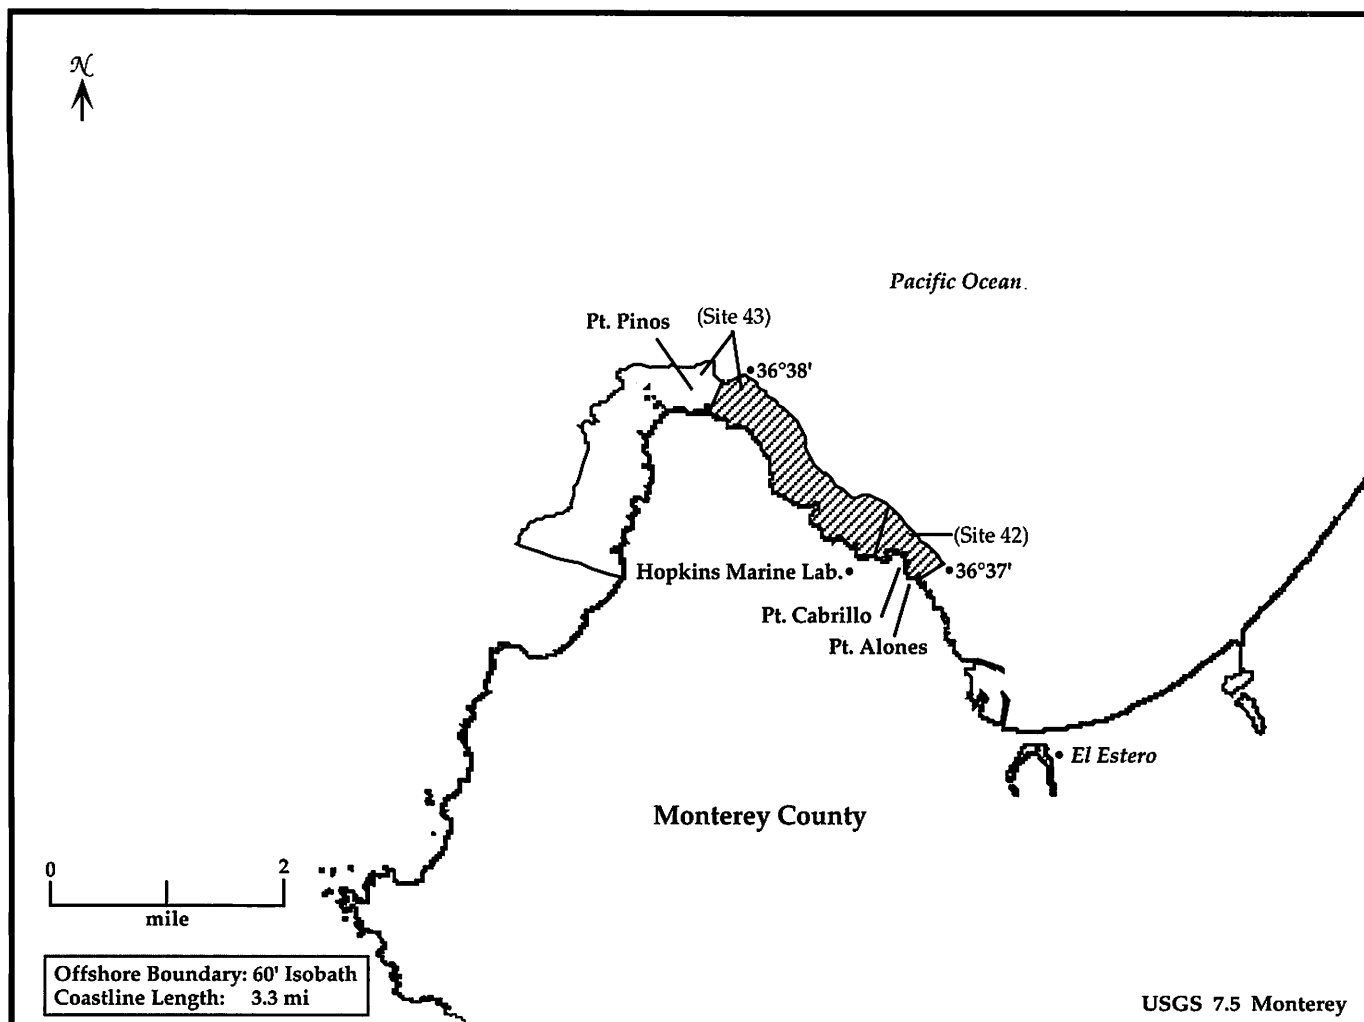 N
Pacific Ocean.
Pt. Pinos
(Site 43)
36°38'
(Site 42)
Hopkins Marine Lab.
36°37'
Pt. Cabrillo
Pt. Alones
El Estero
Monterey County
0 2
mile
Offshore Boundary: 60' Isobath
Coastline Length: 3.3 mi
USGS 7.5 Monterey